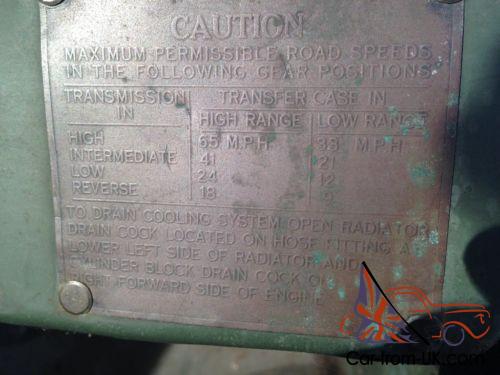 CAUTION
MAXIMUM PERMISSIBLE ROAD SPEEDS
IN THE FOLLOWING GEAR POSITIONS
TRANSMISSION TRANSFER CASE IN
IN HIGH RANGE LOW RANGE
HIGH 65 M.P.H 33 M.P.H
INTERMEDIATE 41 21
LOW 24 12
REVERSE 18 9
TO DRAIN COOLING SYSTEM OPEN RADIATOR
DRAIN COCK LOCATED ON HOSE FITTING AT
LOWER LEFT SIDE OF RADIATOR AND
CYLINDER BLOCK DRAIN COCK ON
RIGHT FORWARD SIDE OF ENGINE
Car-from-UK.com